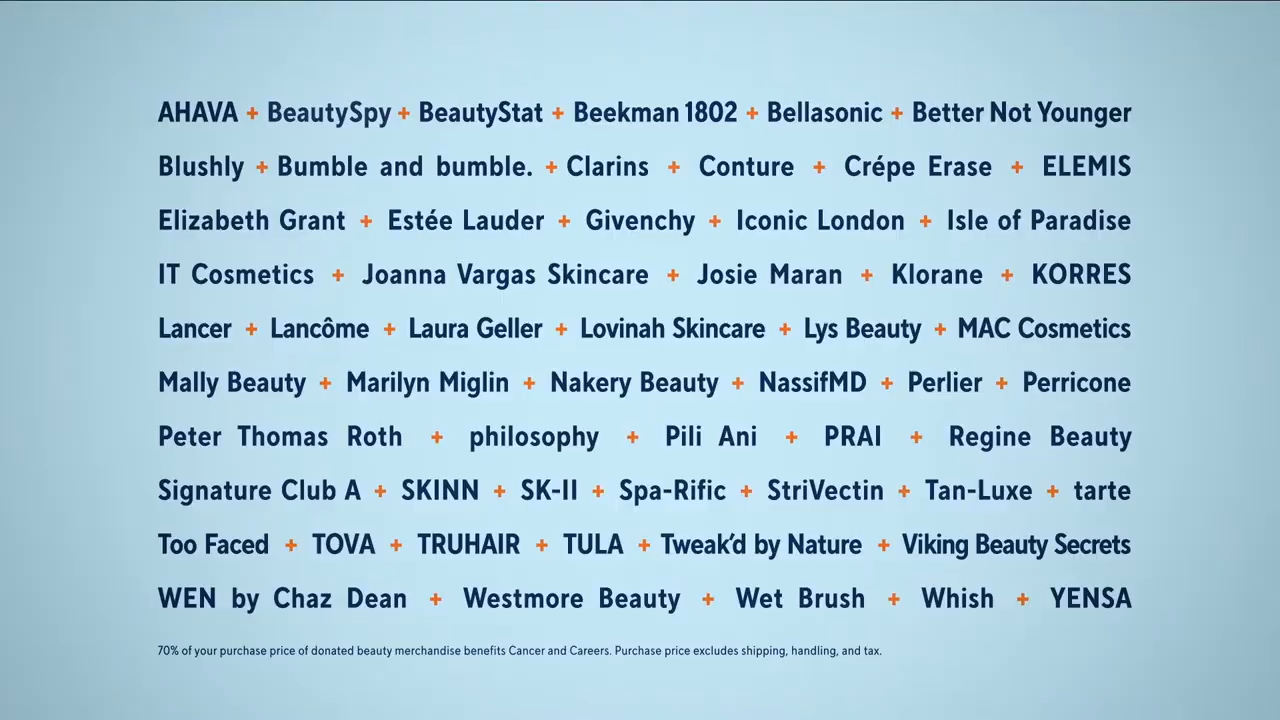 AHAVA + BeautySpy + BeautyStat + Beekman 1802 + Bellasonic + Better Not Younger
Blushly + Bumble and bumble. + Clarins + Conture + Crépe Erase + ELEMIS
Elizabeth Grant + Estée Lauder + Givenchy + Iconic London + Isle of Paradise
IT Cosmetics + Joanna Vargas Skincare + Josie Maran + Klorane + KORRES
Lancer + Lancôme + Laura Geller + Lovinah Skincare + Lys Beauty + MAC Cosmetics
Mally Beauty + Marilyn Miglin + Nakery Beauty + NassifMD + Perlier + Perricone
Peter Thomas Roth + philosophy + Pili Ani + PRAI + Regine Beauty
Signature Club A + SKINN + SK-II + Spa-Rific + StriVectin + Tan-Luxe + tarte
Too Faced + TOVA + TRUHAIR + TULA + Tweak'd by Nature + Viking Beauty Secrets
WEN by Chaz Dean + Westmore Beauty + Wet Brush + Whish + YENSA
70% of your purchase price of donated beauty merchandise benefits Cancer and Careers. Purchase price excludes shipping, handling, and tax.